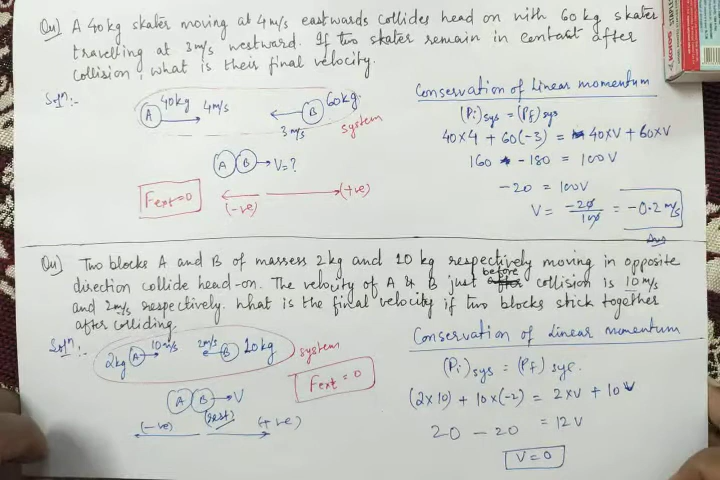 Qu] A 40kg skater moving at 4m/s eastwards collides head on with 60 kg skater
travelling at 3m/s westward. If two skater remain in contact after
collision, what is their final velocity.
Solⁿ:-
A 40kg 4m/s B 60kg
3m/s
system
A B → V=?
Fext=0
(-ve) (+ve)
Conservation of Linear momentum
(Pi)sys = (Pf)sys
40×4 + 60(-3) = 40×V + 60×V
160 - 180 = 100V
-20 = 100V
V = -20/100 = -0.2 m/s
Ans
Qu] Two blocks A and B of massess 2kg and 10 kg respectively moving in opposite
direction collide head-on. The velocity of A & B just before collision is 10m/s
and 2m/s respectively. What is the final velocity if two blocks stick together
after colliding.
Solⁿ:-
2kg A 10m/s 2m/s B 10kg
system
Fext = 0
A B → V
(rest)
(-ve) (+ve)
Conservation of Linear momentum
(Pi)sys = (Pf)sys.
(2×10) + 10×(-2) = 2×V + 10V
20 - 20 = 12V
V=0